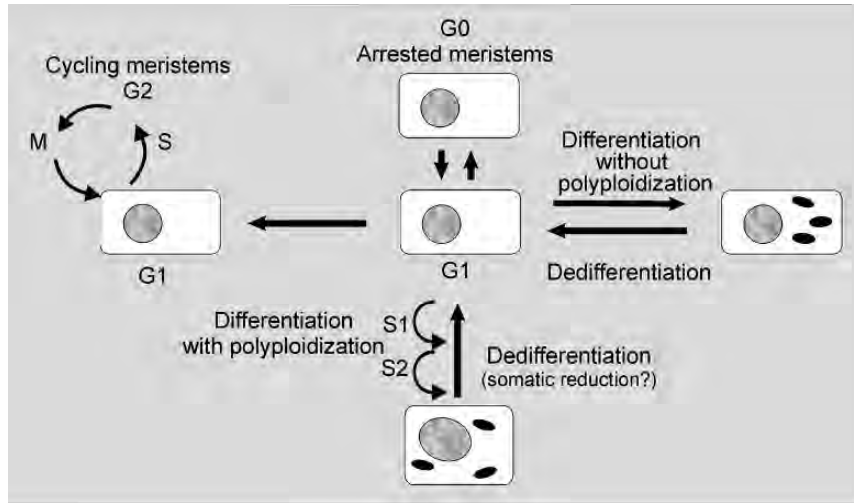 G0
Arrested meristems
Cycling meristems
G2
M
S
G1
G1
Differentiation
without
polyploidization
Dedifferentiation
Differentiation
with polyploidization
S1
S2
Dedifferentiation
(somatic reduction?)